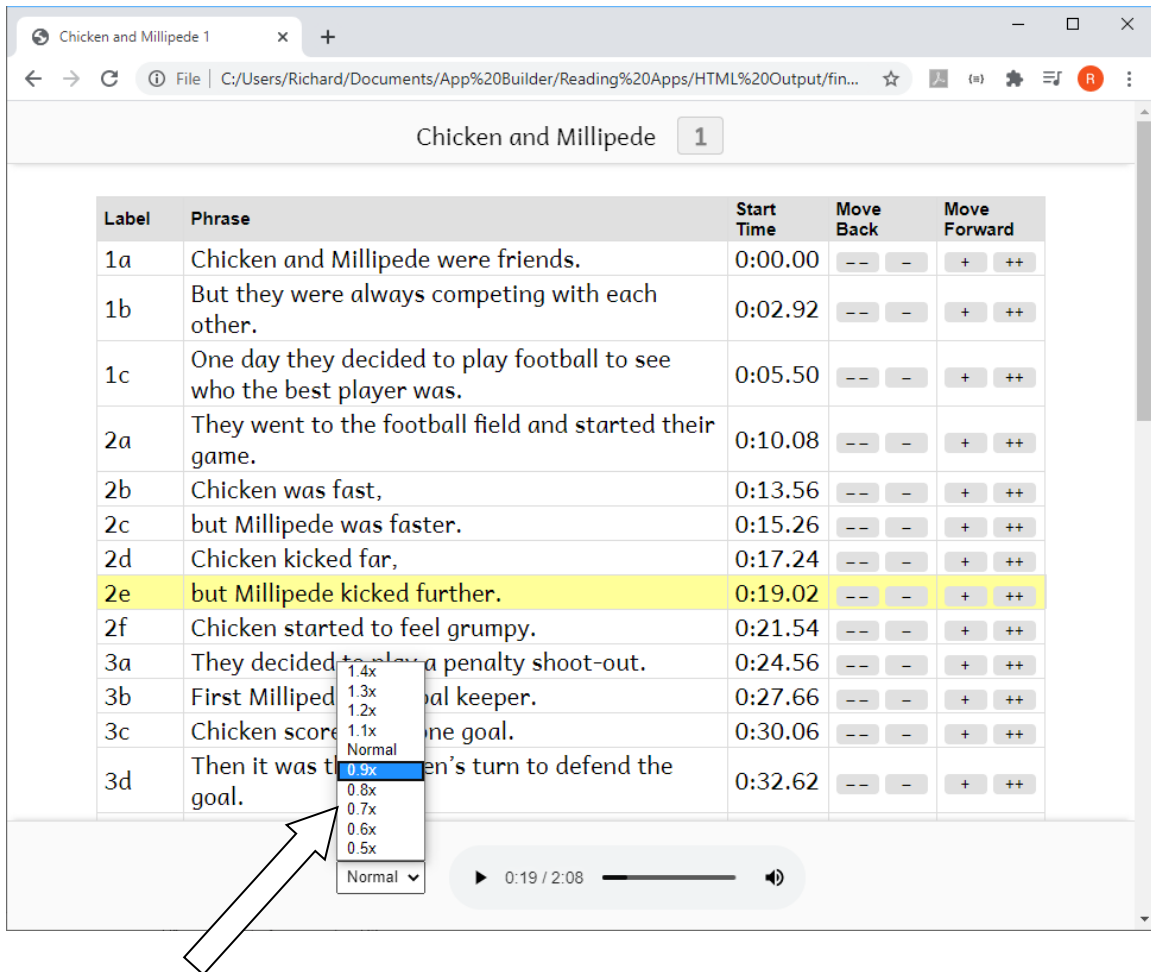 Chicken and Millipede 1
File | C:/Users/Richard/Documents/App%20Builder/Reading%20Apps/HTML%20Output/fin... R
Chicken and Millipede 1
Label Phrase Start Time Move Back Move Forward
1a Chicken and Millipede were friends. 0:00.00 -- - + ++
1b But they were always competing with each
other. 0:02.92 -- - + ++
1c One day they decided to play football to see
who the best player was. 0:05.50 -- - + ++
2a They went to the football field and started their
game. 0:10.08 -- - + ++
2b Chicken was fast, 0:13.56 -- - + ++
2c but Millipede was faster. 0:15.26 -- - + ++
2d Chicken kicked far, 0:17.24 -- - + ++
2e but Millipede kicked further. 0:19.02 -- - + ++
2f Chicken started to feel grumpy. 0:21.54 -- - + ++
3a They decided to play a penalty shoot-out. 0:24.56 -- - + ++
3b First goal keeper. 0:27.66 -- - + ++
3c Chicken one goal. 0:30.06 -- - + ++
3d Then it was turn to defend the
goal. 0:32.62 -- - + ++
1.4x
1.3x
1.2x
1.1x
Normal
0.9x
0.8x
0.7x
0.6x
0.5x
Normal 0:19 / 2:08